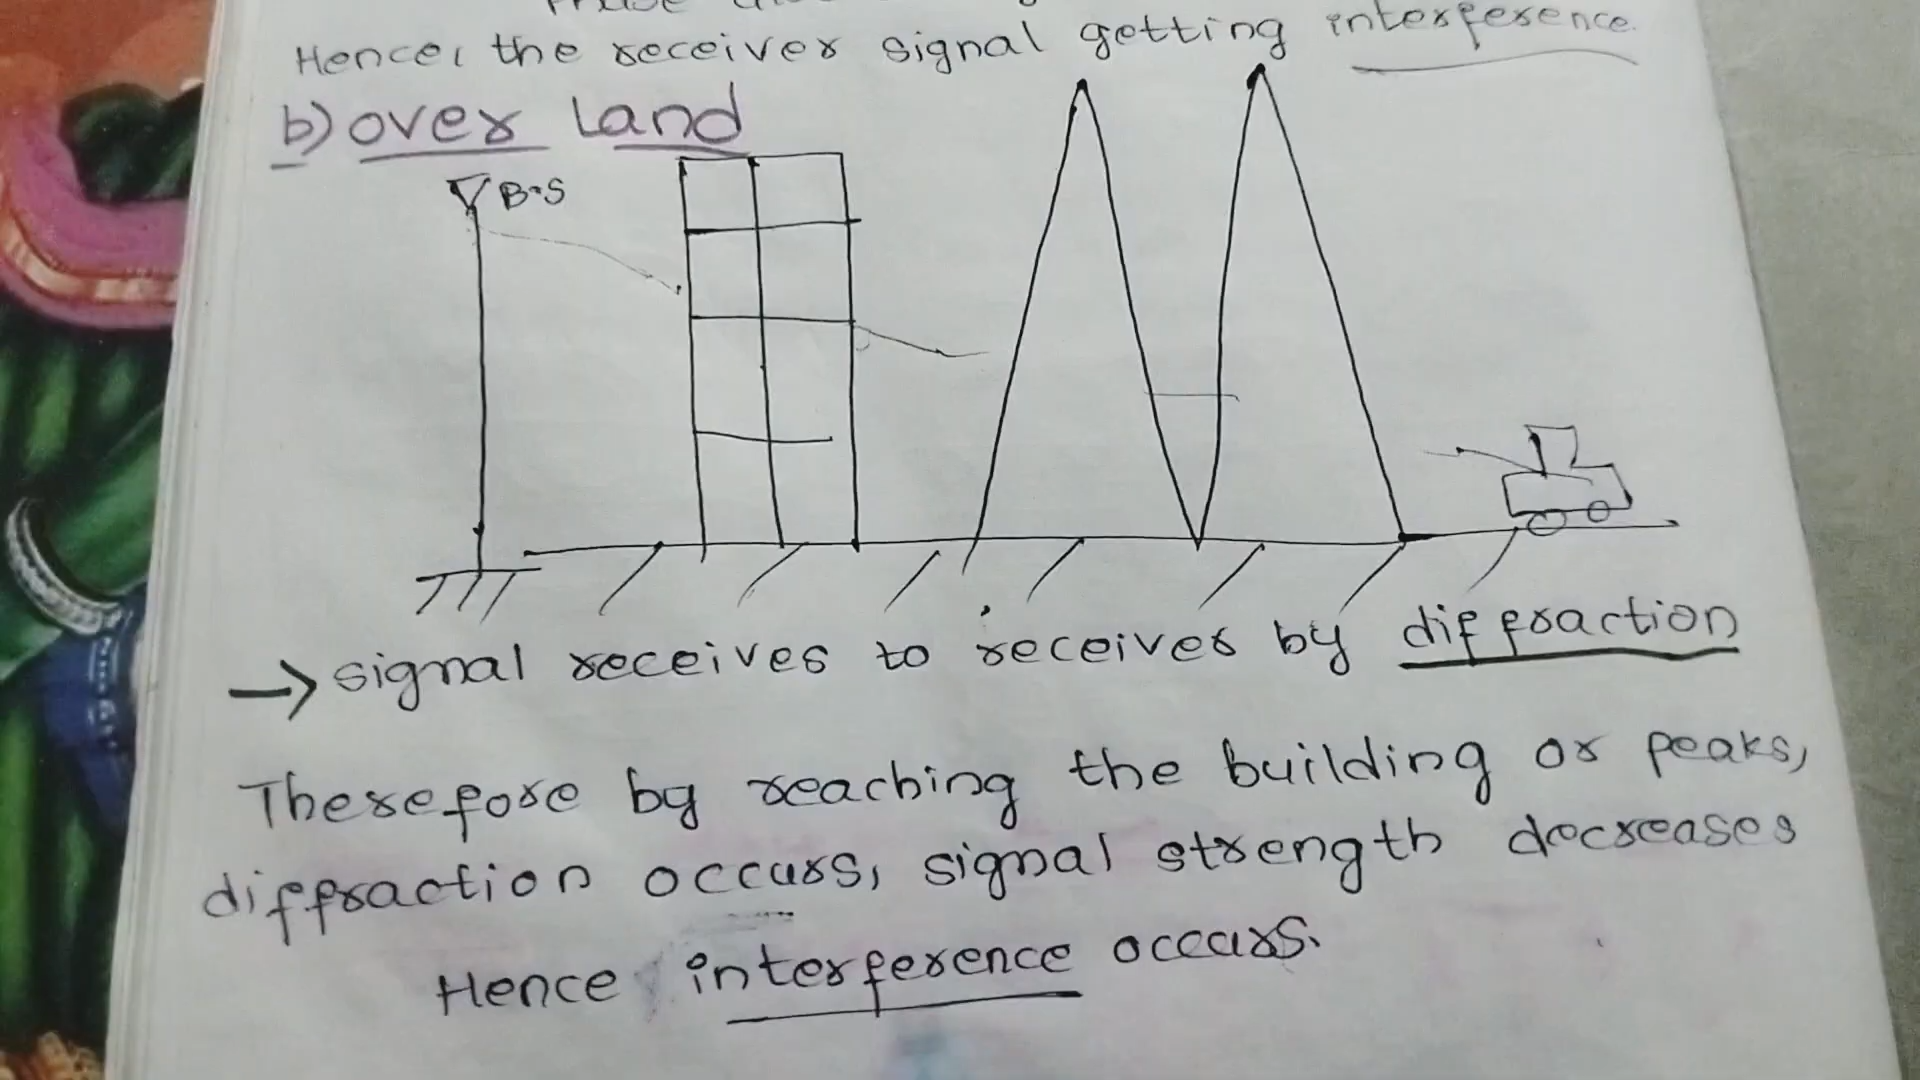 Hence, the receiver signal getting interference.
b) over Land
B.S
→ signal receives to receiver by diffraction
Therefore by reaching the building or peaks,
diffraction occurs, signal strength decreases
Hence interference occurs.